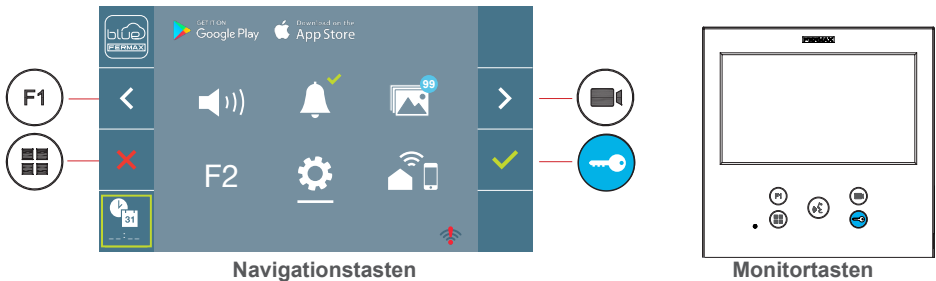 blue
FERMAX
GET IT ON
Google Play
Download on the
App Store
99
F1
F2
31
--:--
Navigationstasten
FERMAX
F1
Monitortasten